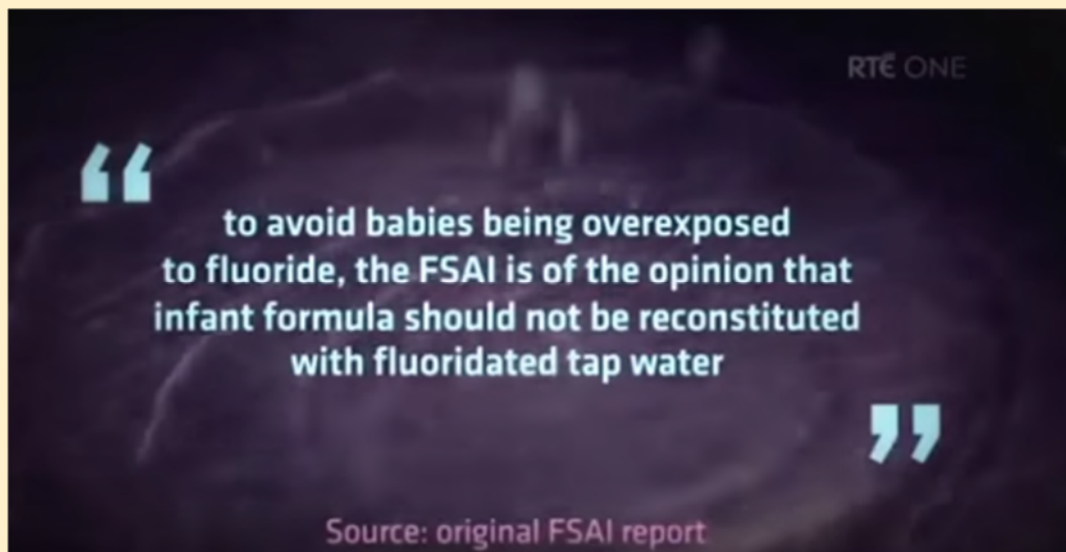 RTÉ ONE
“
to avoid babies being overexposed
to fluoride, the FSAI is of the opinion that
infant formula should not be reconstituted
with fluoridated tap water
”
Source: original FSAI report